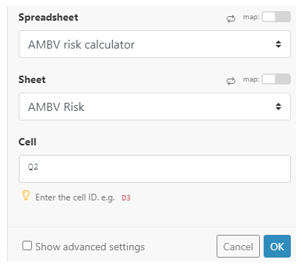 Spreadsheet map:
AMBV risk calculator
Sheet map:
AMBV Risk
Cell
Q2
Enter the cell ID. e.g. D3
Show advanced settings Cancel OK